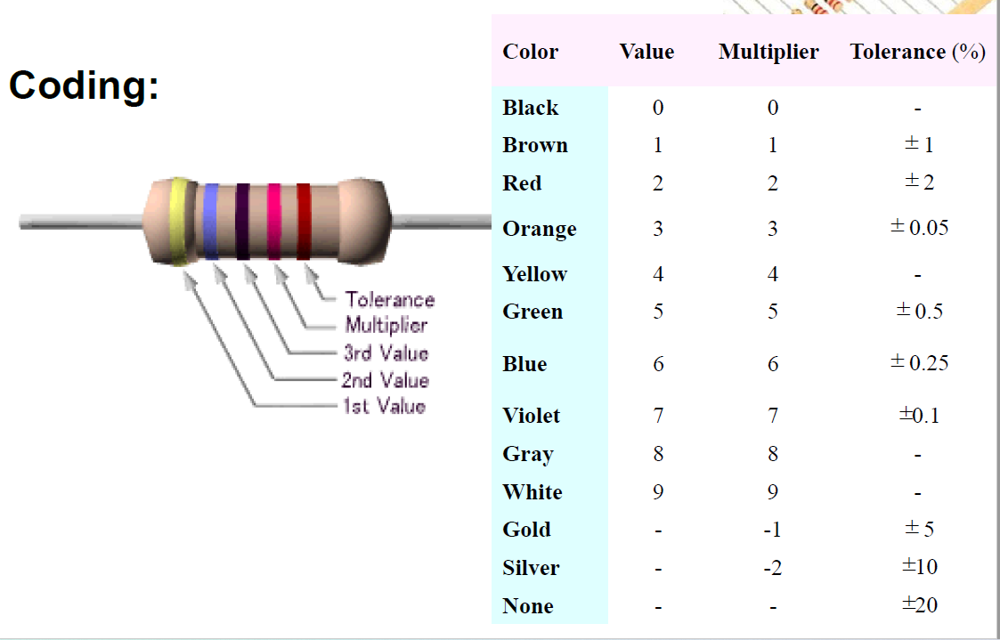 Coding:
Tolerance
Multiplier
3rd Value
2nd Value
1st Value
Color Value Multiplier Tolerance (%)
Black 0 0 -
Brown 1 1 ± 1
Red 2 2 ± 2
Orange 3 3 ± 0.05
Yellow 4 4 -
Green 5 5 ± 0.5
Blue 6 6 ± 0.25
Violet 7 7 ±0.1
Gray 8 8 -
White 9 9 -
Gold - -1 ± 5
Silver - -2 ±10
None - - ±20